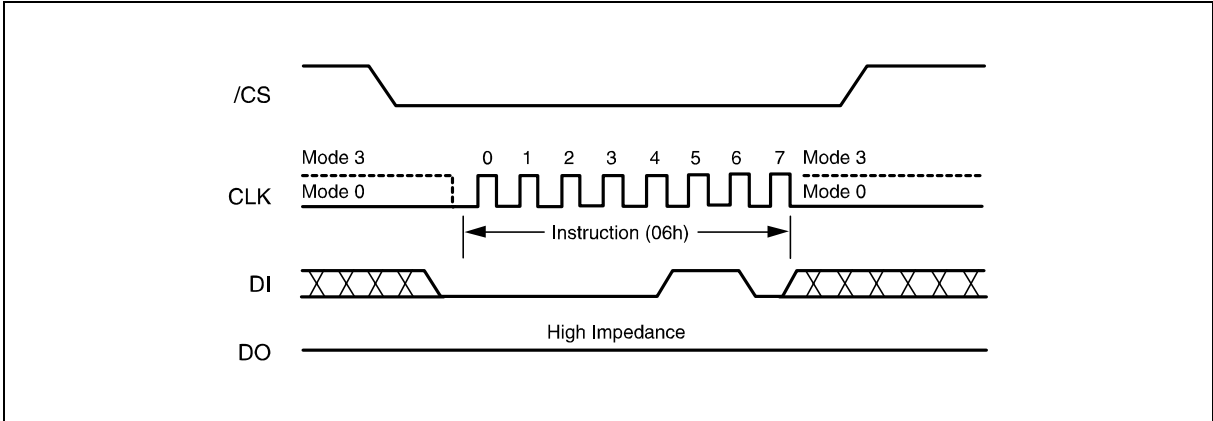 /CS
Mode 3 0 1 2 3 4 5 6 7 Mode 3
CLK Mode 0 Mode 0
Instruction (06h)
DI
High Impedance
DO